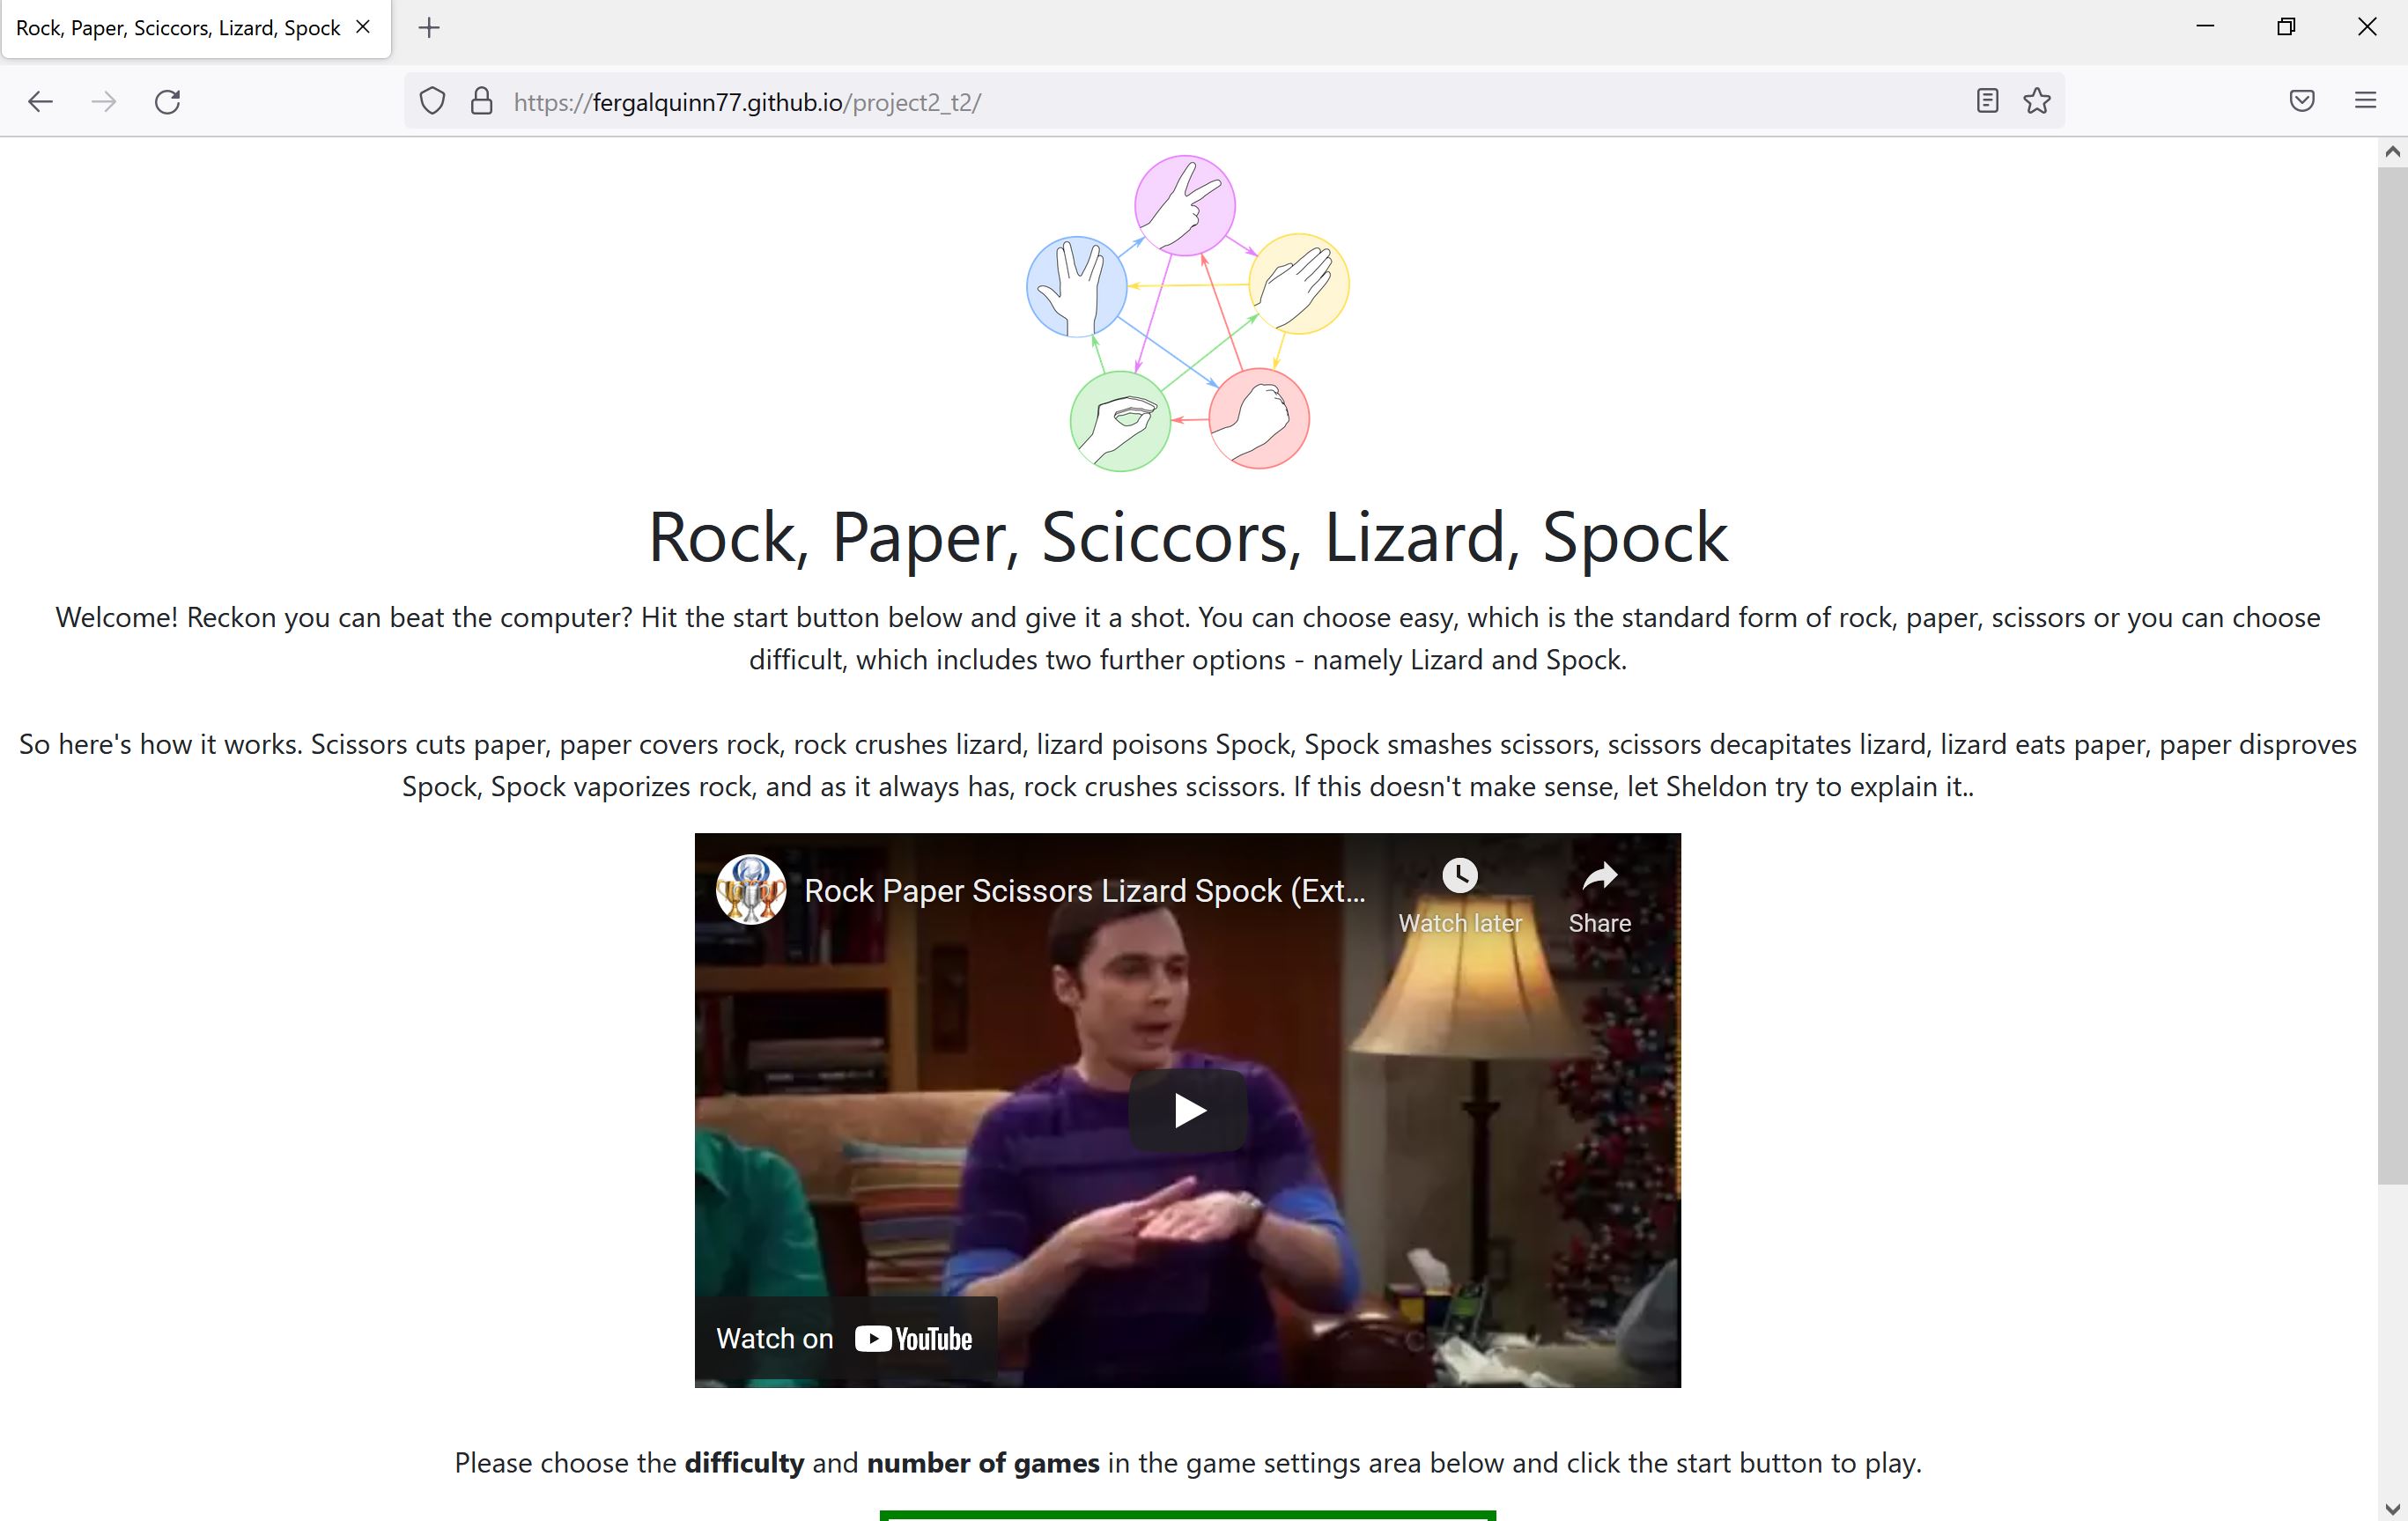 Rock, Paper, Sciccors, Lizard, Spock
https://fergalquinn77.github.io/project2_t2/
Rock, Paper, Sciccors, Lizard, Spock
Welcome! Reckon you can beat the computer? Hit the start button below and give it a shot. You can choose easy, which is the standard form of rock, paper, scissors or you can choose
difficult, which includes two further options - namely Lizard and Spock.
So here's how it works. Scissors cuts paper, paper covers rock, rock crushes lizard, lizard poisons Spock, Spock smashes scissors, scissors decapitates lizard, lizard eats paper, paper disproves
Spock, Spock vaporizes rock, and as it always has, rock crushes scissors. If this doesn't make sense, let Sheldon try to explain it..
Rock Paper Scissors Lizard Spock (Ext...
Watch later
Share
Watch on YouTube
Please choose the difficulty and number of games in the game settings area below and click the start button to play.